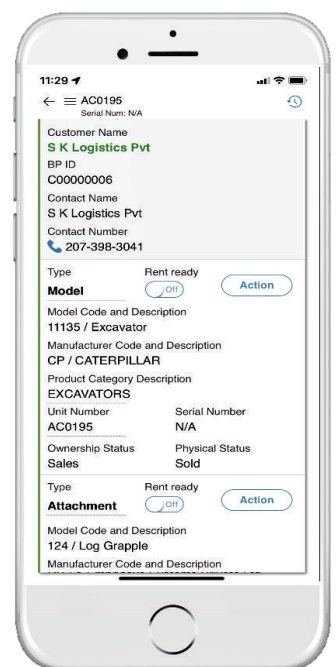 11:29
AC0195
Serial Num: N/A
Customer Name
S K Logistics Pvt
BP ID
C00000006
Contact Name
S K Logistics Pvt
Contact Number
207-398-3041
Type Rent ready
Model Off Action
Model Code and Description
11135 / Excavator
Manufacturer Code and Description
CP / CATERPILLAR
Product Category Description
EXCAVATORS
Unit Number Serial Number
AC0195 N/A
Ownership Status Physical Status
Sales Sold
Type Rent ready
Attachment Off Action
Model Code and Description
124 / Log Grapple
Manufacturer Code and Description